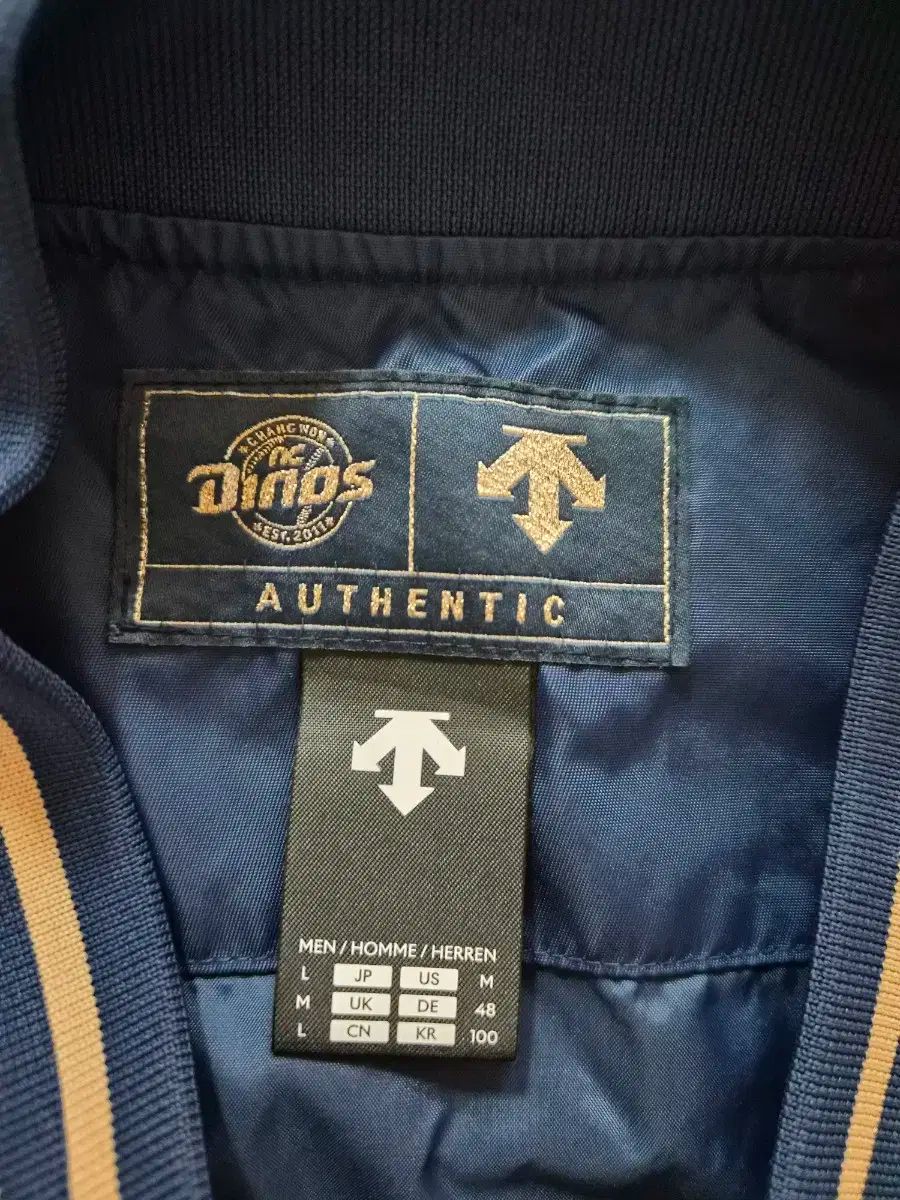 CHANGWON
NC
DINOS
EST. 2011
AUTHENTIC
MEN / HOMME / HERREN
L JP US M
M UK DE 48
L CN KR 100